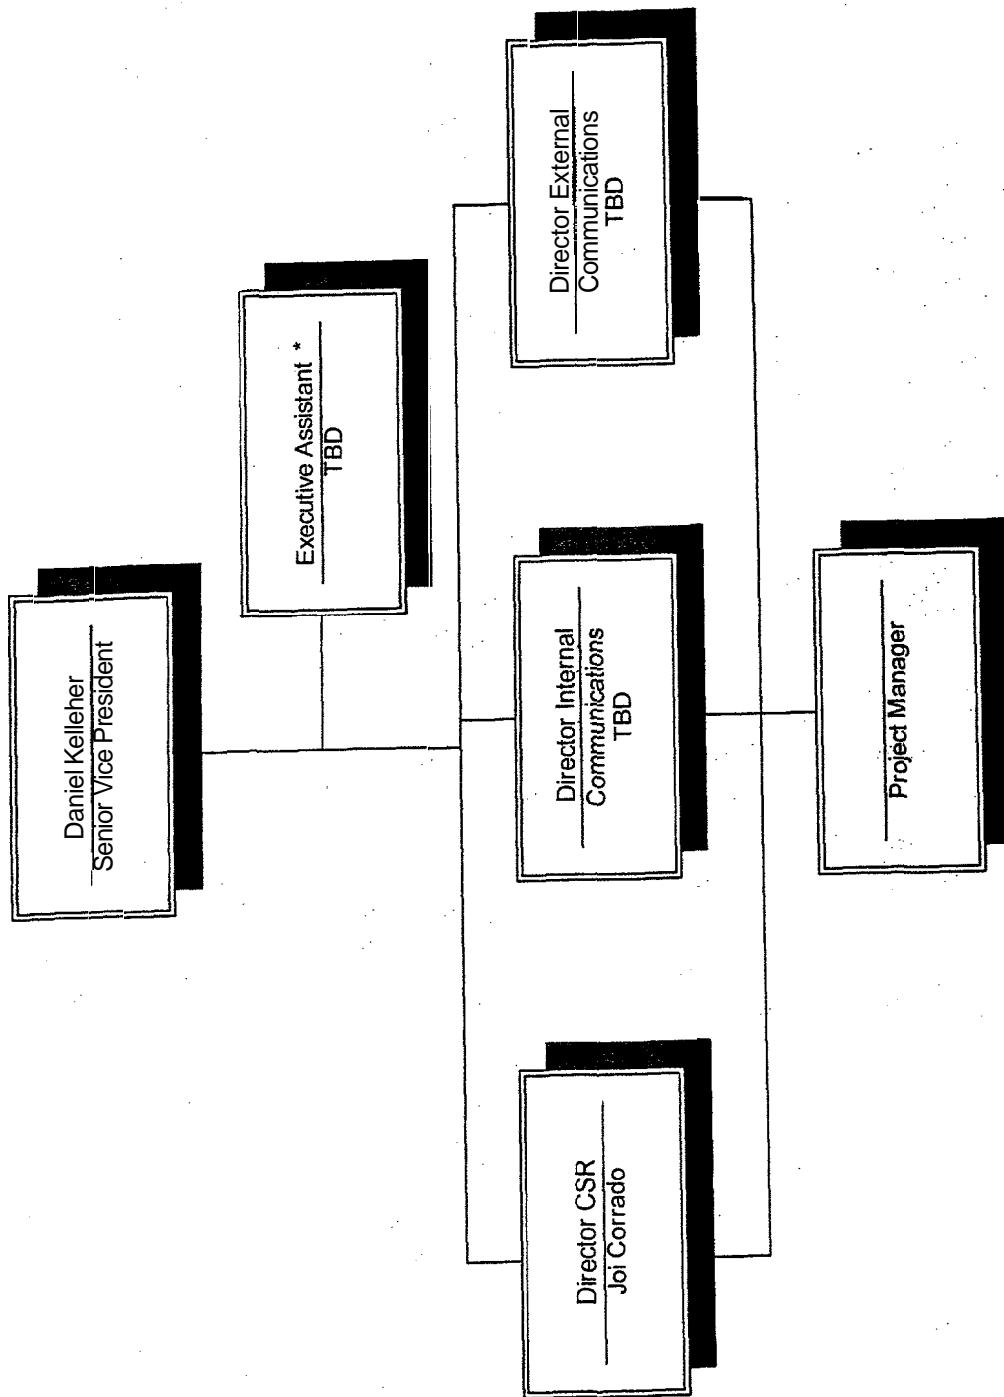 Daniel Kelleher
Senior Vice President
Executive Assistant *
TBD
Director CSR
Joi Corrado
Director Internal
Communications
TBD
Director External
Communications
TBD
Project Manager